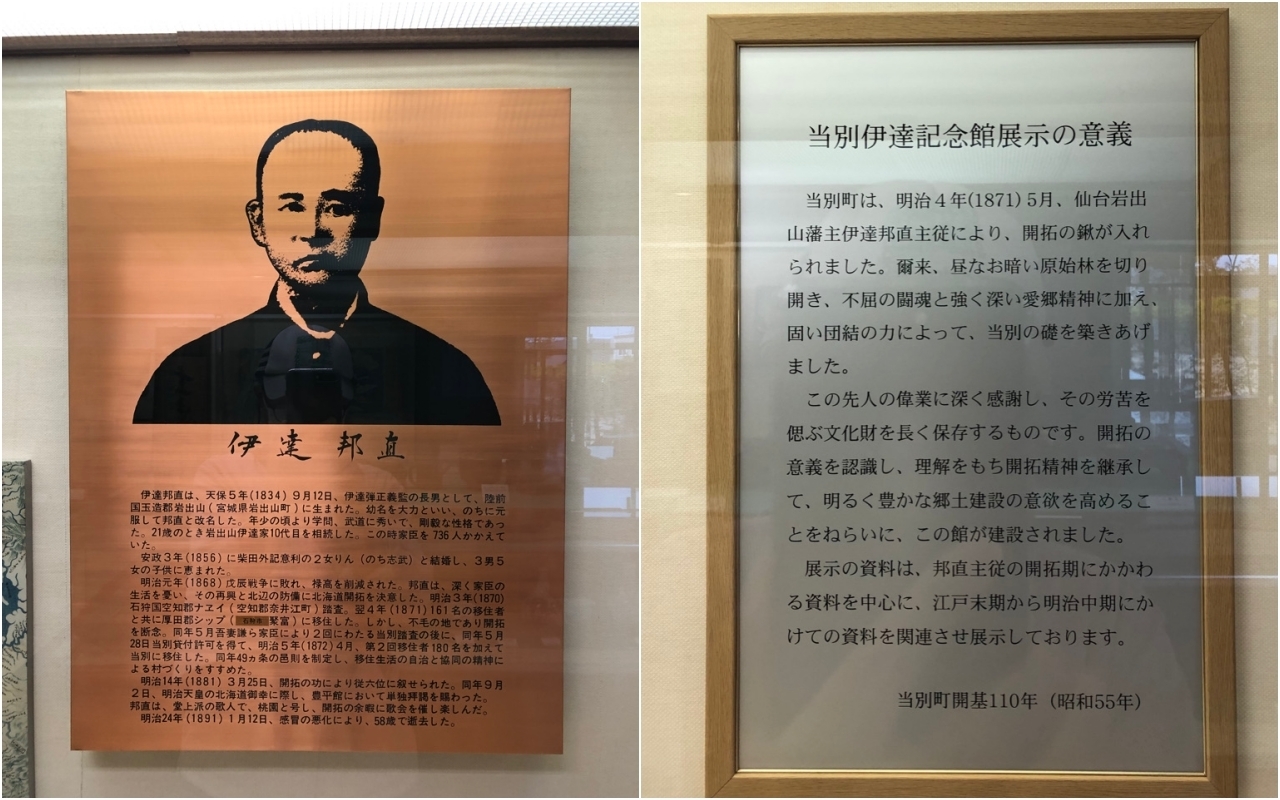 伊達邦直
伊達邦直は、天保5年(1834)9月12日、伊達弾正義監の長男として、陸前
国玉造郡岩出山(宮城県岩出山町)に生まれた。幼名を大力といい、のちに元
服して邦直と改名した。年少の頃より学問、武道に秀いで、剛毅な性格であっ
た。21歳のとき岩出山伊達家10代目を相続した。この時家臣を736人かかえて
いた。
安政3年(1856)に柴田外記意利の2女りん(のち志武)と結婚し、3男5
女の子供に恵まれた。
明治元年(1868)戊辰戦争に敗れ、禄高を削減された。邦直は、深く家臣の
生活を憂い、その再興と北辺の防備に北海道開拓を決意した。明治3年(1870)
石狩国空知郡ナエイ(空知郡奈井江町)踏査。翌4年(1871)161名の移住者
と共に厚田郡シップ(石狩市聚富)に移住した。しかし、不毛の地であり開拓
を断念。同年5月吾妻謙ら家臣により2回にわたる当別踏査の後に、同年5月
28日当別貸付許可を得て、明治5年(1872)4月、第2回移住者180名を加えて
当別に移住した。同年49ヵ条の邑則を制定し、移住生活の自治と協同の精神に
よる村づくりをすすめた。
明治14年(1881)3月25日、開拓の功により従六位に叙せられた。同年9月
2日、明治天皇の北海道御幸に際し、豊平館において単独拝謁を賜わった。
邦直は、堂上派の歌人で、桃園と号し、開拓の余暇に歌会を催し楽しんだ。
明治24年(1891)1月12日、感冒の悪化により、58歳で逝去した。
当別伊達記念館展示の意義
当別町は、明治4年(1871)5月、仙台岩出
山藩主伊達邦直主従により、開拓の鍬が入れ
られました。爾来、昼なお暗い原始林を切り
開き、不屈の闘魂と強く深い愛郷精神に加え、
固い団結の力によって、当別の礎を築きあげ
ました。
この先人の偉業に深く感謝し、その労苦を
偲ぶ文化財を長く保存するものです。開拓の
意義を認識し、理解をもち開拓精神を継承し
て、明るく豊かな郷土建設の意欲を高めるこ
とをねらいに、この館が建設されました。
展示の資料は、邦直主従の開拓期にかかわ
る資料を中心に、江戸末期から明治中期にか
けての資料を関連させ展示しております。
当別町開基110年（昭和55年）